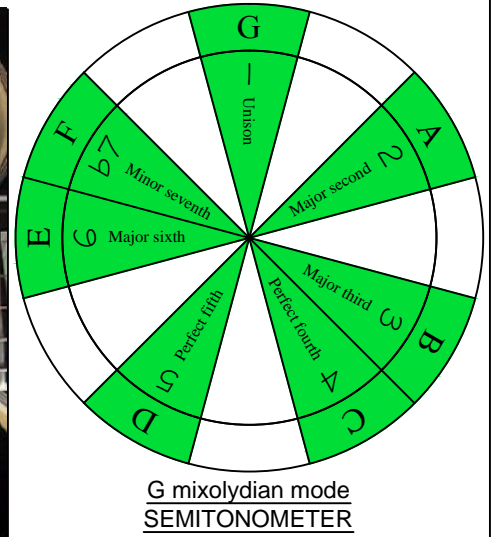 G
1
Unison
A
2
Major second
B
3
Major third
C
4
Perfect fourth
D
5
Perfect fifth
E
6
Major sixth
F
b7
Minor seventh
G mixolydian mode
SEMITONOMETER